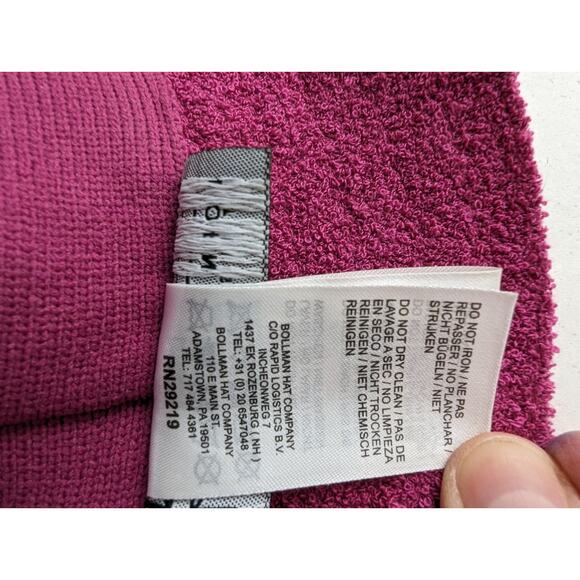 DO NOT IRON / NE PAS
REPASSER / NO PLANCHAR /
NICHT BUGELN / NIET
STRIJKEN
DO NOT DRY CLEAN / PAS DE
LAVAGE A SEC / NO LIMPIEZA
EN SECO / NICHT TROCKEN
REINIGEN / NIET CHEMISCH
REINIGEN
BOLLMAN HAT COMPANY
C/O RAPID LOGISTICS B.V.
INCHEONWEG 7
1437 EK ROZENBURG ( NH )
TEL: +31 (0) 20 6547048
BOLLMAN HAT COMPANY
110 E MAIN ST.
ADAMSTOWN, PA 19501
TEL: 717 484 4361
RN29219